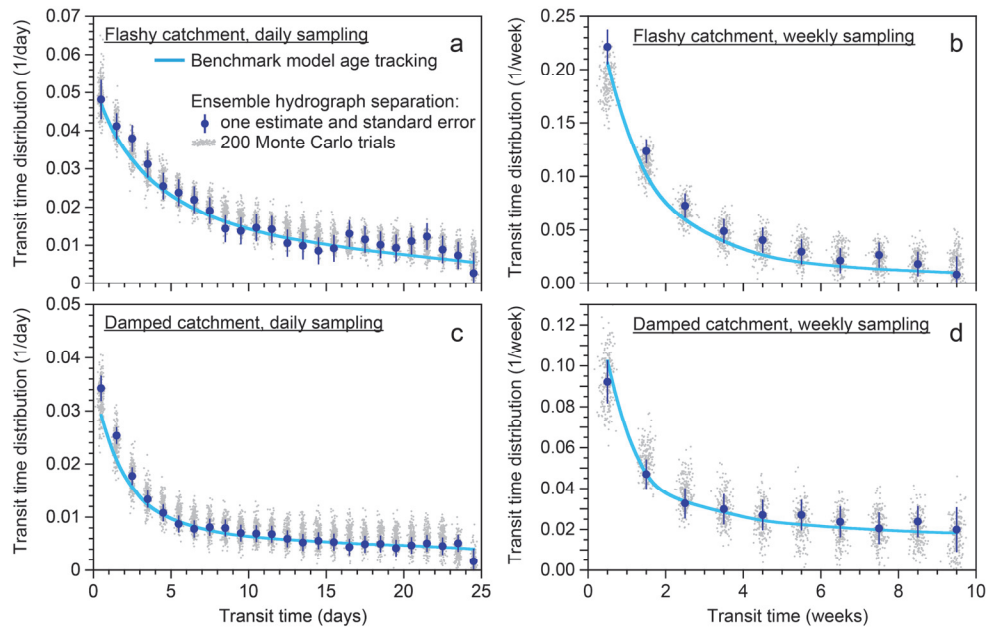 Flashy catchment, daily sampling
a
Benchmark model age tracking
Ensemble hydrograph separation:
one estimate and standard error
200 Monte Carlo trials
Transit time distribution (1/day)
0.07
0.06
0.05
0.04
0.03
0.02
0.01
0
Flashy catchment, weekly sampling
b
Transit time distribution (1/week)
0.25
0.20
0.15
0.10
0.05
0.00
Damped catchment, daily sampling
c
Transit time distribution (1/day)
0.05
0.04
0.03
0.02
0.01
0
0 5 10 15 20 25
Transit time (days)
Damped catchment, weekly sampling
d
Transit time distribution (1/week)
0.12
0.10
0.08
0.06
0.04
0.02
0.00
0 2 4 6 8 10
Transit time (weeks)